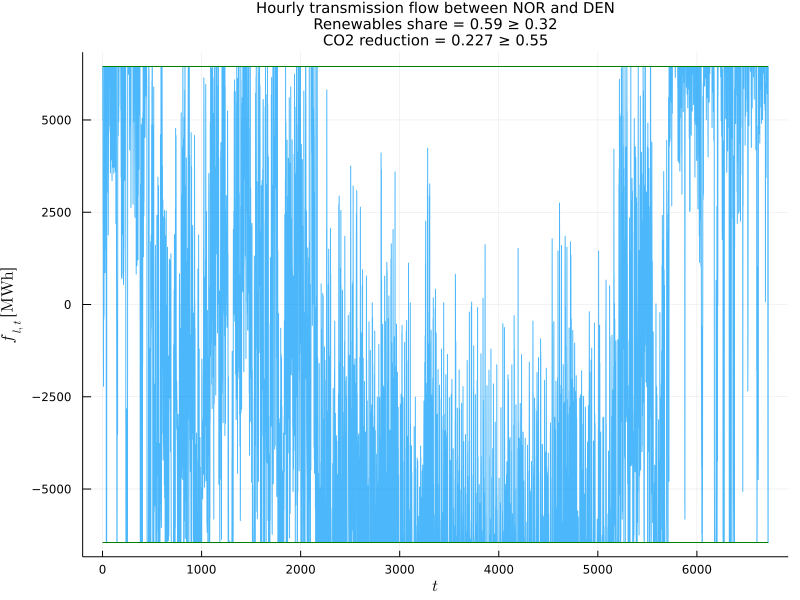 Hourly transmission flow between NOR and DEN
Renewables share = 0.59 ≥ 0.32
CO2 reduction = 0.227 ≥ 0.55
5000
2500
0
−2500
−5000
f_{l,t} [MWh]
0 1000 2000 3000 4000 5000 6000
t